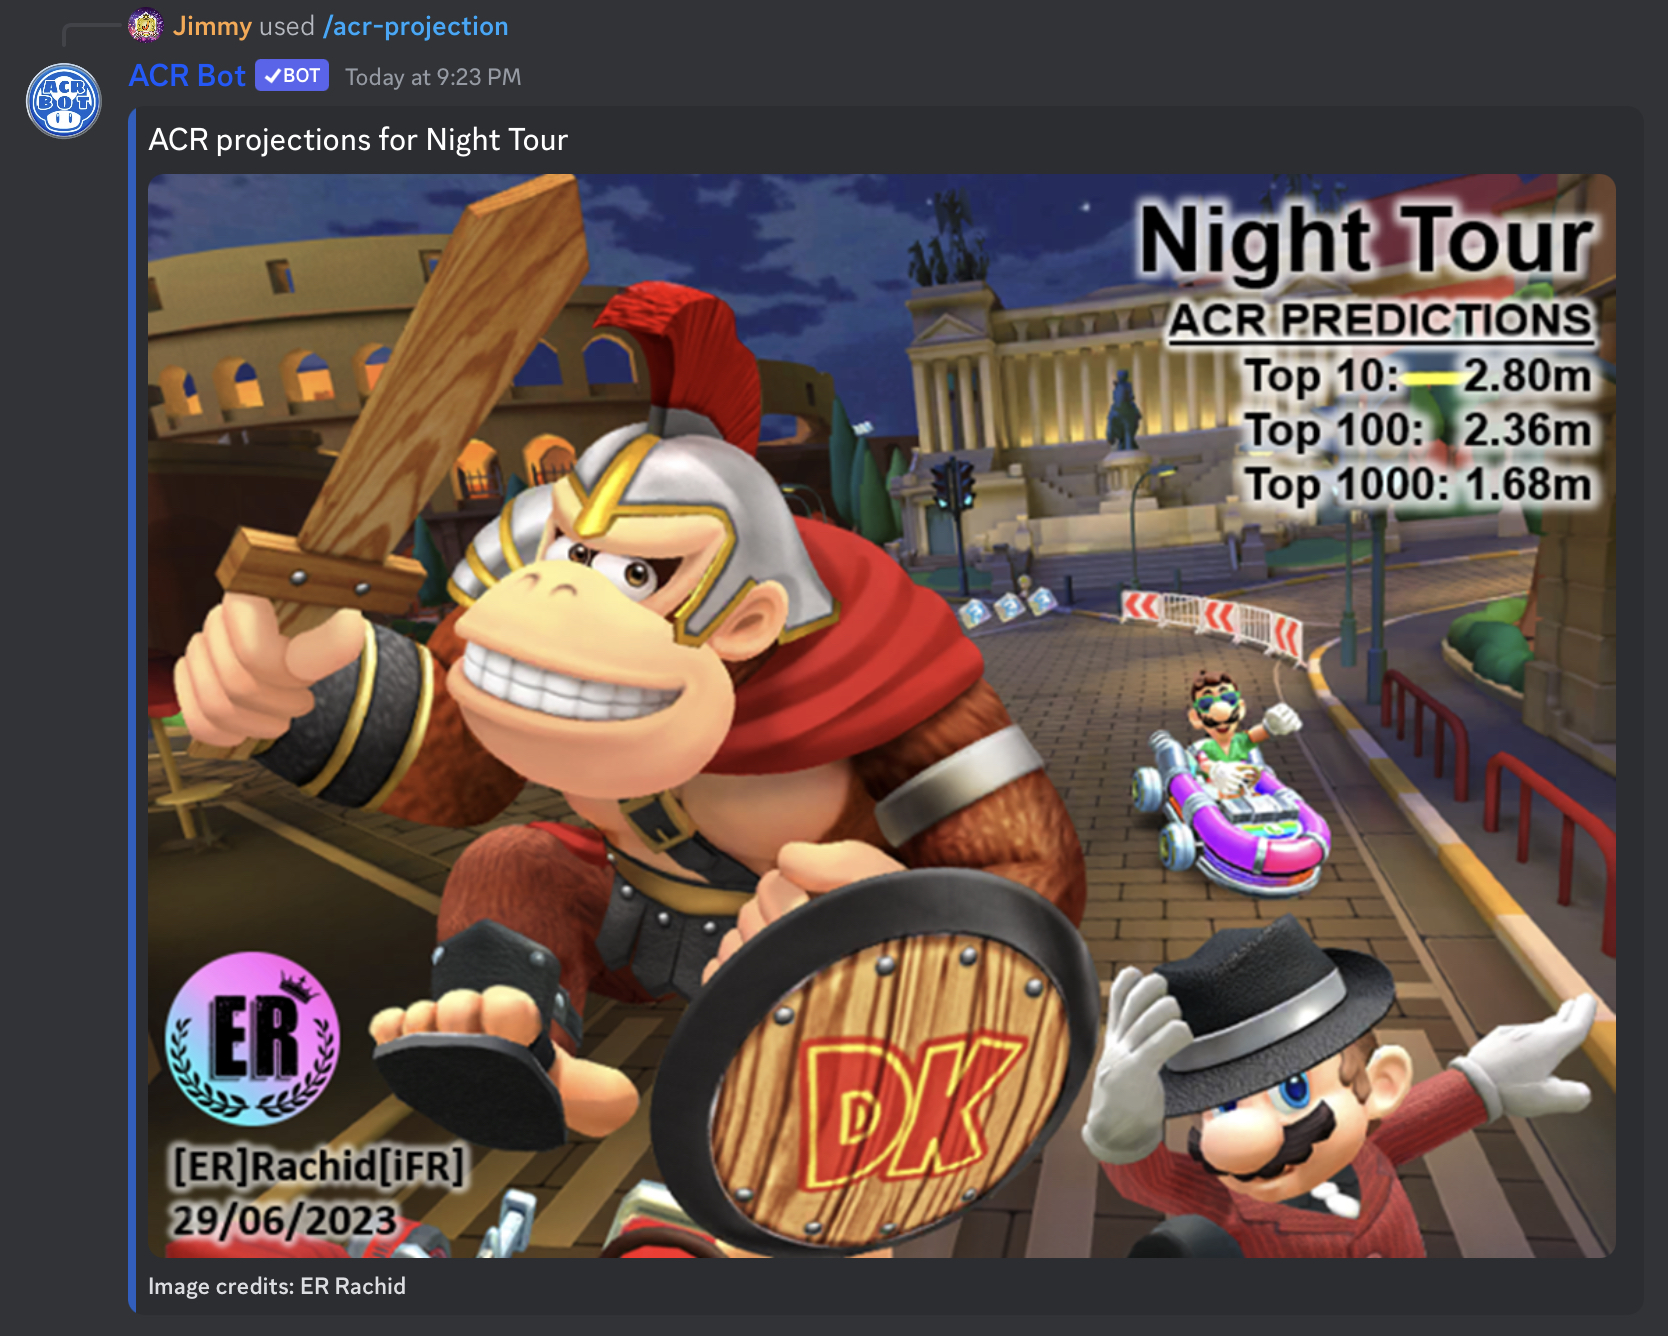 Jimmy used /acr-projection
ACR BOT
ACR Bot ✓BOT Today at 9:23 PM
ACR projections for Night Tour
Night Tour
ACR PREDICTIONS
Top 10: 2.80m
Top 100: 2.36m
Top 1000: 1.68m
DK
ER
[ER]Rachid[iFR]
29/06/2023
Image credits: ER Rachid